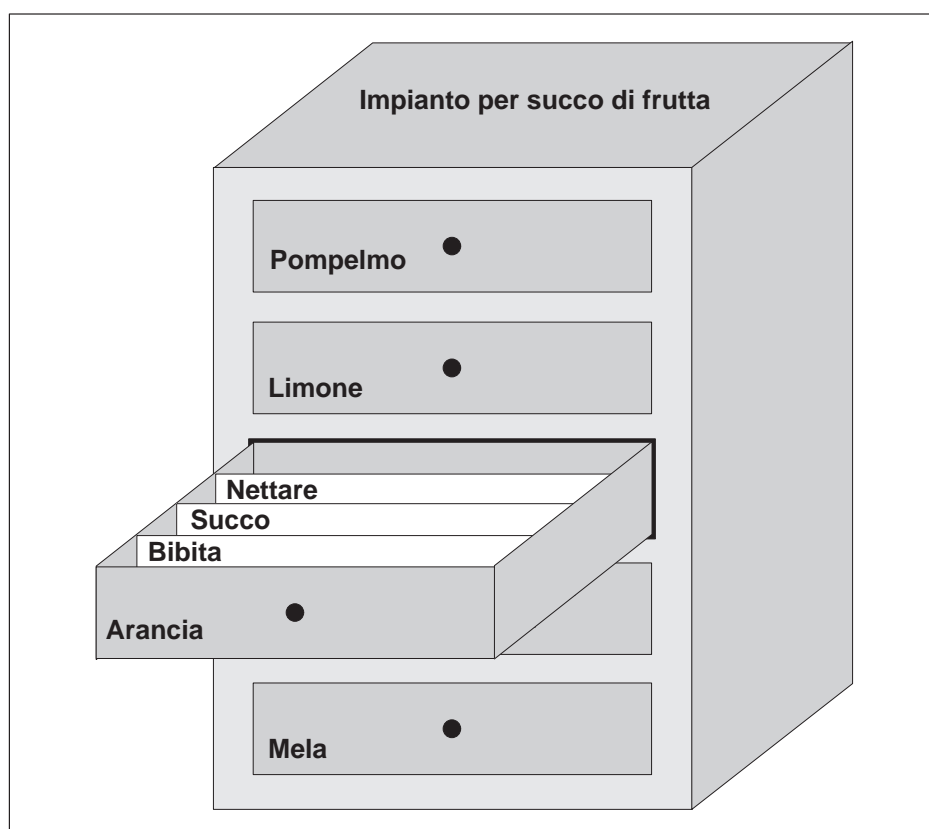 Impianto per succo di frutta
Pompelmo
Limone
Nettare
Succo
Bibita
Arancia
Mela